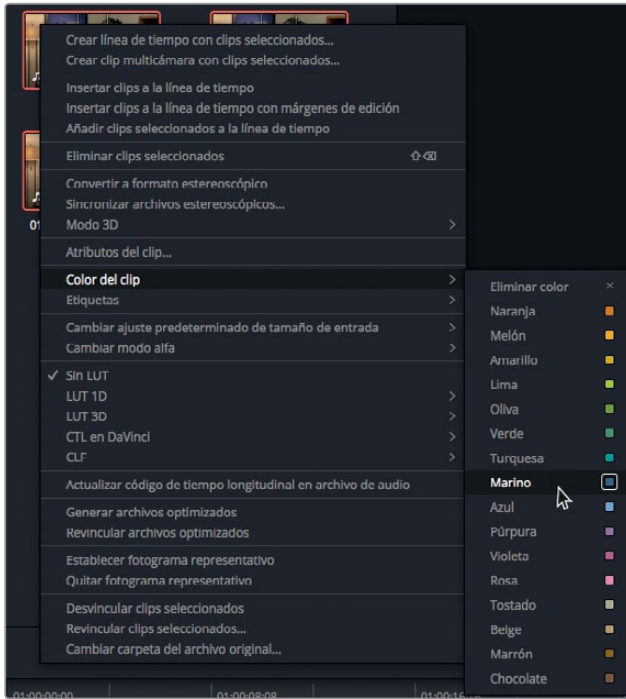 Crear línea de tiempo con clips seleccionados...
Crear clip multicámara con clips seleccionados...
Insertar clips a la línea de tiempo
Insertar clips a la línea de tiempo con márgenes de edición
Añadir clips seleccionados a la línea de tiempo
Eliminar clips seleccionados
Convertir a formato estereoscópico
Sincronizar archivos estereoscópicos...
01
Modo 3D
Atributos del clip...
Color del clip
Etiquetas
Cambiar ajuste predeterminado de tamaño de entrada
Cambiar modo alfa
Sin LUT
LUT 1D
LUT 3D
CTL en DaVinci
CLF
Actualizar código de tiempo longitudinal en archivo de audio
Generar archivos optimizados
Revincular archivos optimizados
Establecer fotograma representativo
Quitar fotograma representativo
Desvincular clips seleccionados
Revincular clips seleccionados...
Cambiar carpeta del archivo original...
Eliminar color
Naranja
Melón
Amarillo
Lima
Oliva
Verde
Turquesa
Marino
Azul
Púrpura
Violeta
Rosa
Tostado
Beige
Marrón
Chocolate
01:00:00:00 01:00:08:08